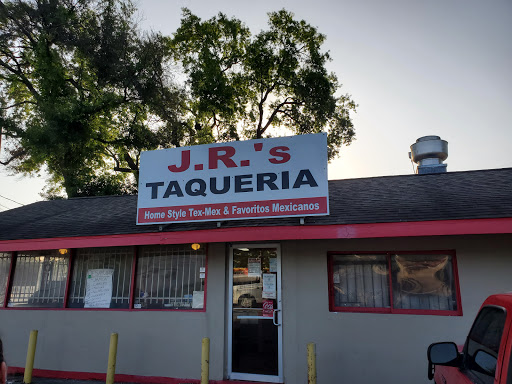 J.R.'s
TAQUERIA
Home Style Tex-Mex & Favoritos Mexicanos